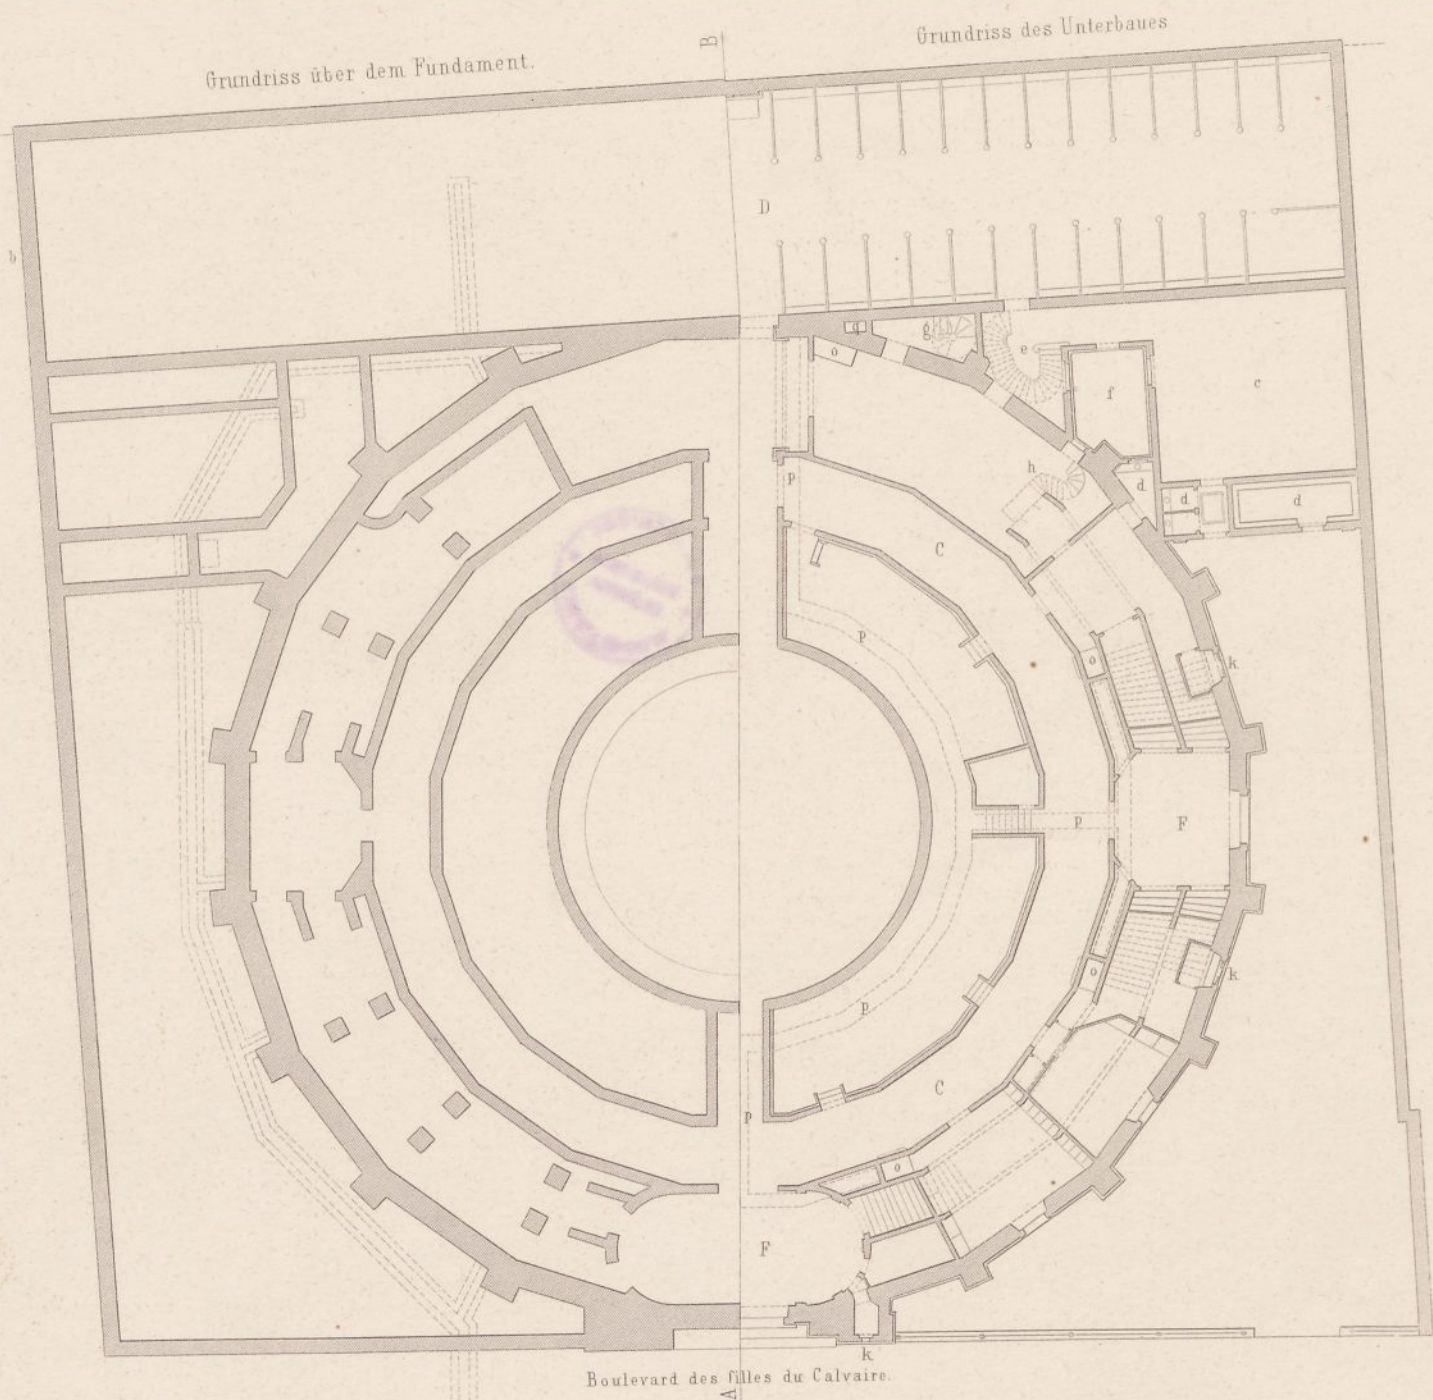 Grundriss über dem Fundament.
B
Grundriss des Unterbaues
D
b
q
g
e
o
f
c
h
p
d
d
d
C
p
o
k
p
F
o
k
p
C
p
o
F
k
Boulevard des filles du Calvaire.
A